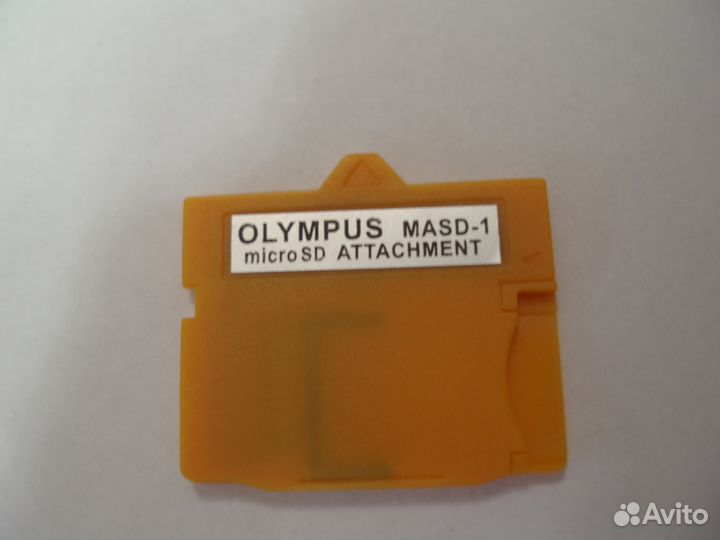 OLYMPUS MASD-1
microSD ATTACHMENT
Avito